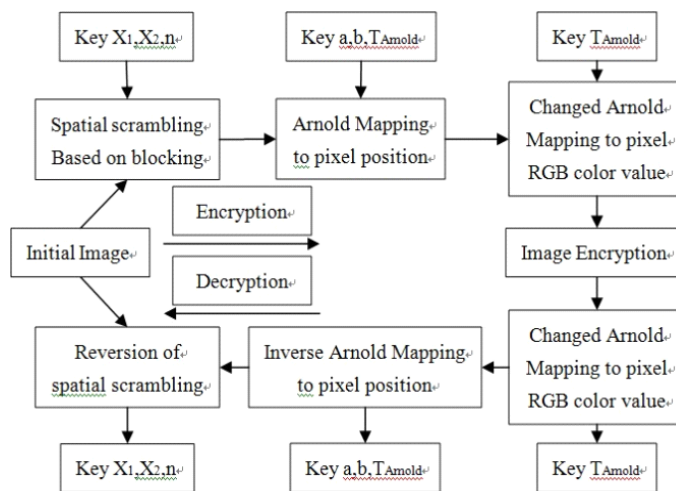 Key X1,X2,n
Key a,b,TArnold
Key TArnold
Spatial scrambling
Based on blocking
Arnold Mapping
to pixel position
Changed Arnold
Mapping to pixel
RGB color value
Encryption
Initial Image
Image Encryption
Decryption
Reversion of
spatial scrambling
Inverse Arnold Mapping
to pixel position
Changed Arnold
Mapping to pixel
RGB color value
Key X1,X2,n
Key a,b,TArnold
Key TArnold